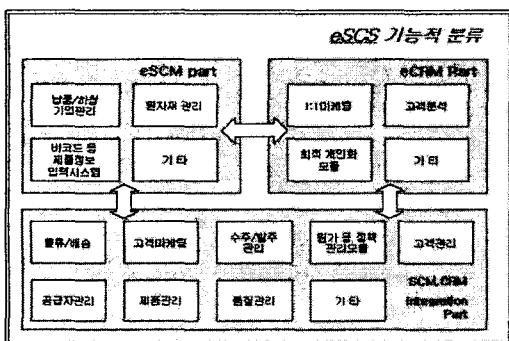 eSCS 기능적 분류
eSCM part
eCRM Part
납품/하청
기업관리
원자재 관리
1:1마케팅
고객분석
바코드 등
제품정보
입력시스템
기 타
최적 개인화
모듈
기 타
물류/배송
고객마케팅
수주/발주
관리
원가 등 정책
관리모듈
고객관리
SCM,CRM
Integration
Part
공급자관리
제품관리
품질관리
기 타